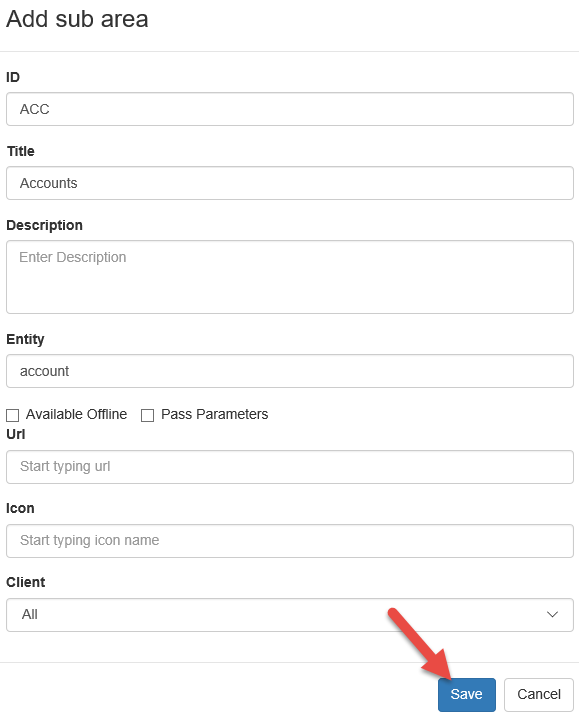 Add sub area
ID
ACC
Title
Accounts
Description
Enter Description
Entity
account
Available Offline Pass Parameters
Url
Start typing url
Icon
Start typing icon name
Client
All
Save Cancel